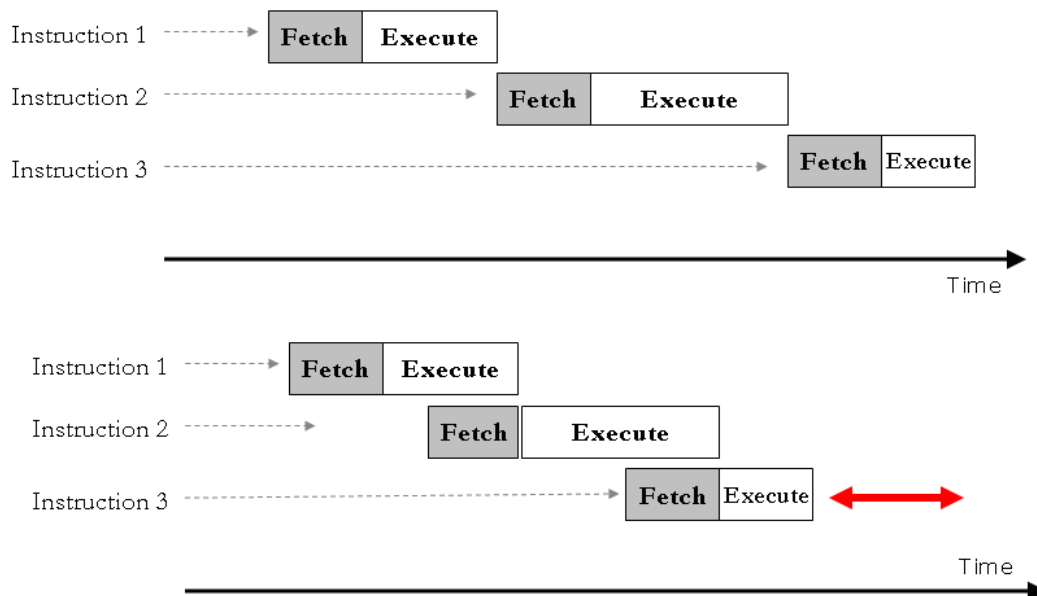 Instruction 1 Fetch Execute
Instruction 2 Fetch Execute
Instruction 3 Fetch Execute
Time
Instruction 1 Fetch Execute
Instruction 2 Fetch Execute
Instruction 3 Fetch Execute
Time